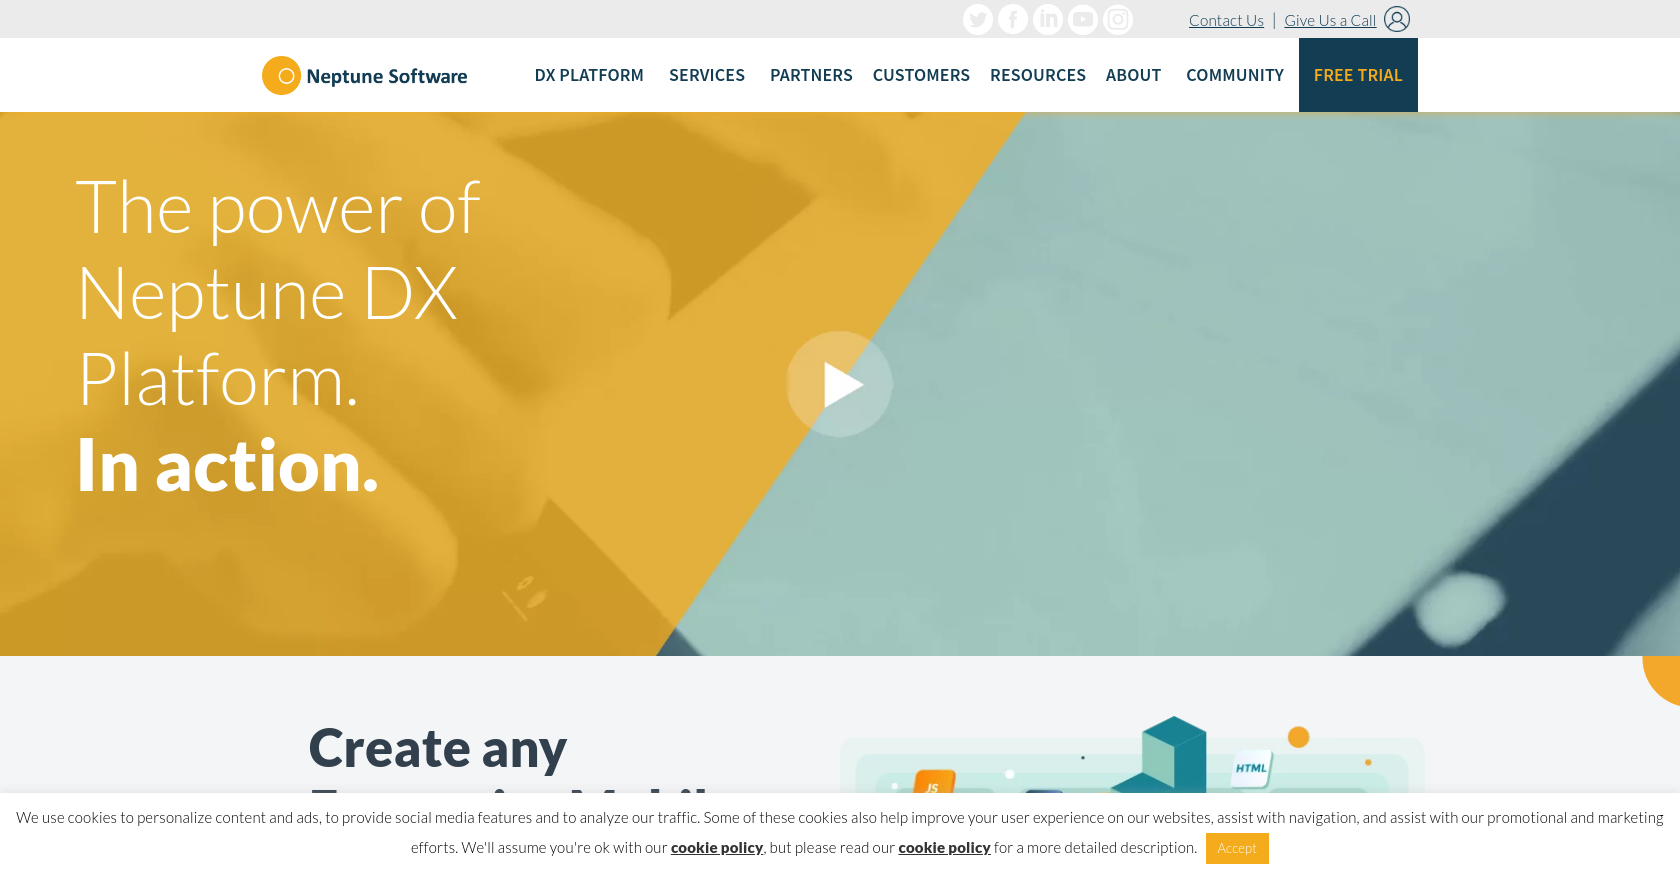 Contact Us | Give Us a Call
Neptune Software
DX PLATFORM SERVICES PARTNERS CUSTOMERS RESOURCES ABOUT COMMUNITY FREE TRIAL
The power of
Neptune DX
Platform.
In action.
Create any
JS
HTML
We use cookies to personalize content and ads, to provide social media features and to analyze our traffic. Some of these cookies also help improve your user experience on our websites, assist with navigation, and assist with our promotional and marketing
efforts. We'll assume you're ok with our cookie policy, but please read our cookie policy for a more detailed description. Accept